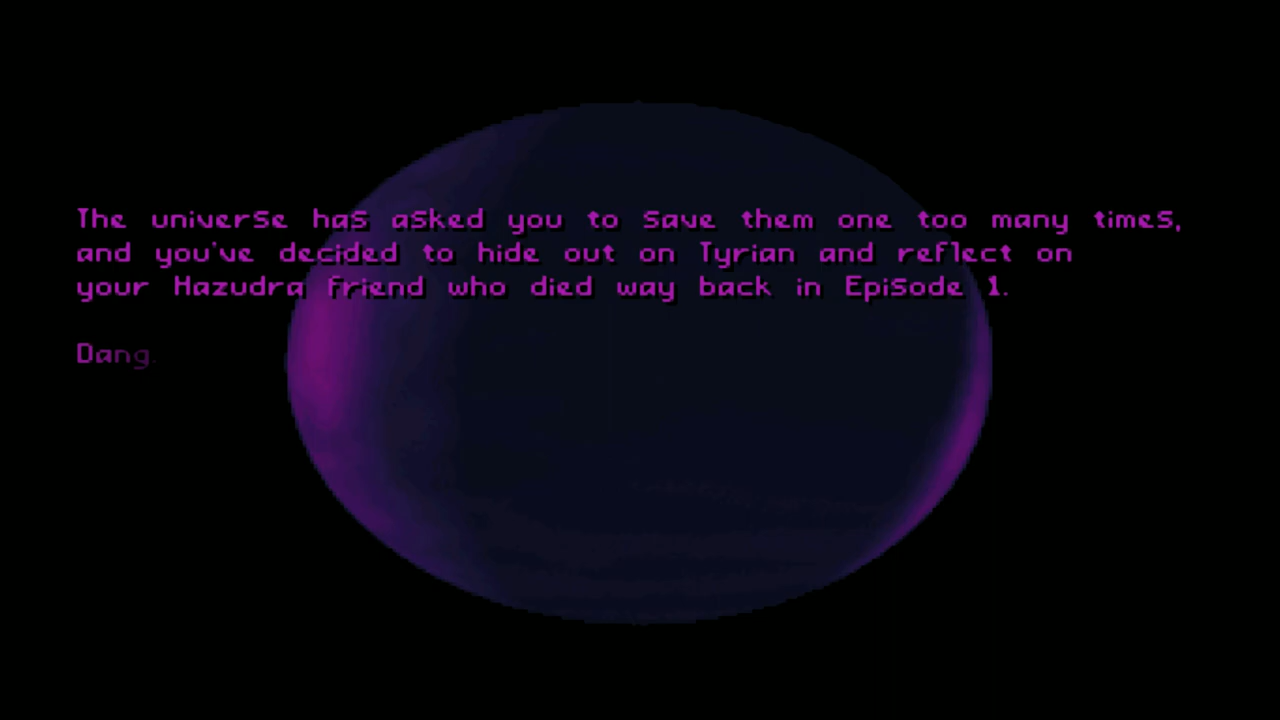 The universe has asked you to save them one too many times,
and you've decided to hide out on Tyrian and reflect on
your Hazudra friend who died way back in Episode 1.
Dang.